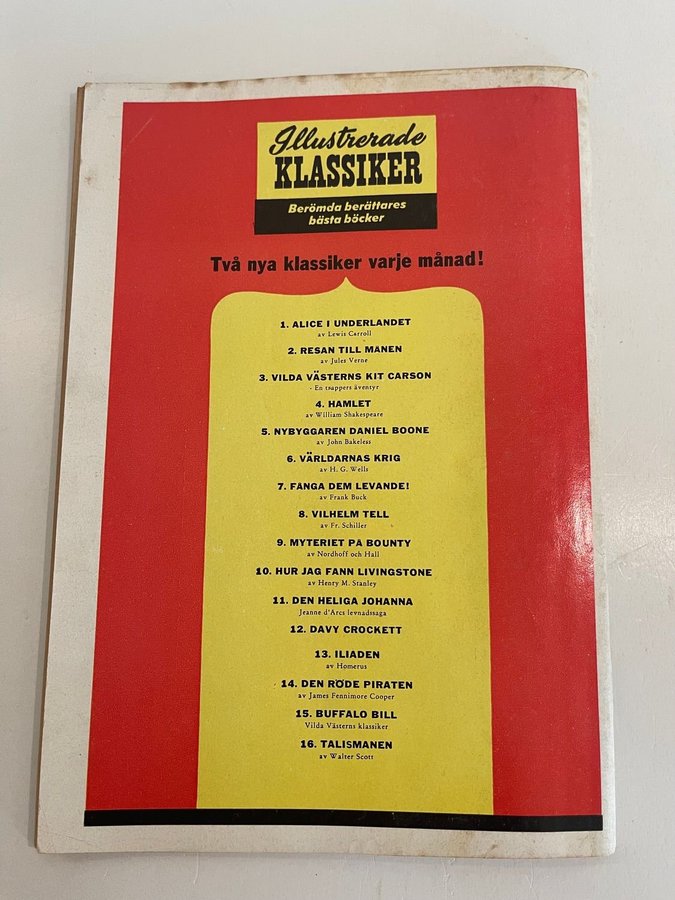 Illustrerade
KLASSIKER
Berömda berättares
bästa böcker
Två nya klassiker varje månad!
1. ALICE I UNDERLANDET
av Lewis Carroll
2. RESAN TILL MÅNEN
av Jules Verne
3. VILDA VÄSTERNS KIT CARSON
- En trappers äventyr
4. HAMLET
av William Shakespeare
5. NYBYGGAREN DANIEL BOONE
av John Bakeless
6. VÄRLDARNAS KRIG
av H. G. Wells
7. FÅNGA DEM LEVANDE!
av Frank Buck
8. VILHELM TELL
av Fr. Schiller
9. MYTERIET PÅ BOUNTY
av Nordhoff och Hall
10. HUR JAG FANN LIVINGSTONE
av Henry M. Stanley
11. DEN HELIGA JOHANNA
Jeanne d'Arcs levnadssaga
12. DAVY CROCKETT
13. ILIADEN
av Homerus
14. DEN RÖDE PIRATEN
av James Fennimore Cooper
15. BUFFALO BILL
Vilda Västerns klassiker
16. TALISMANEN
av Walter Scott